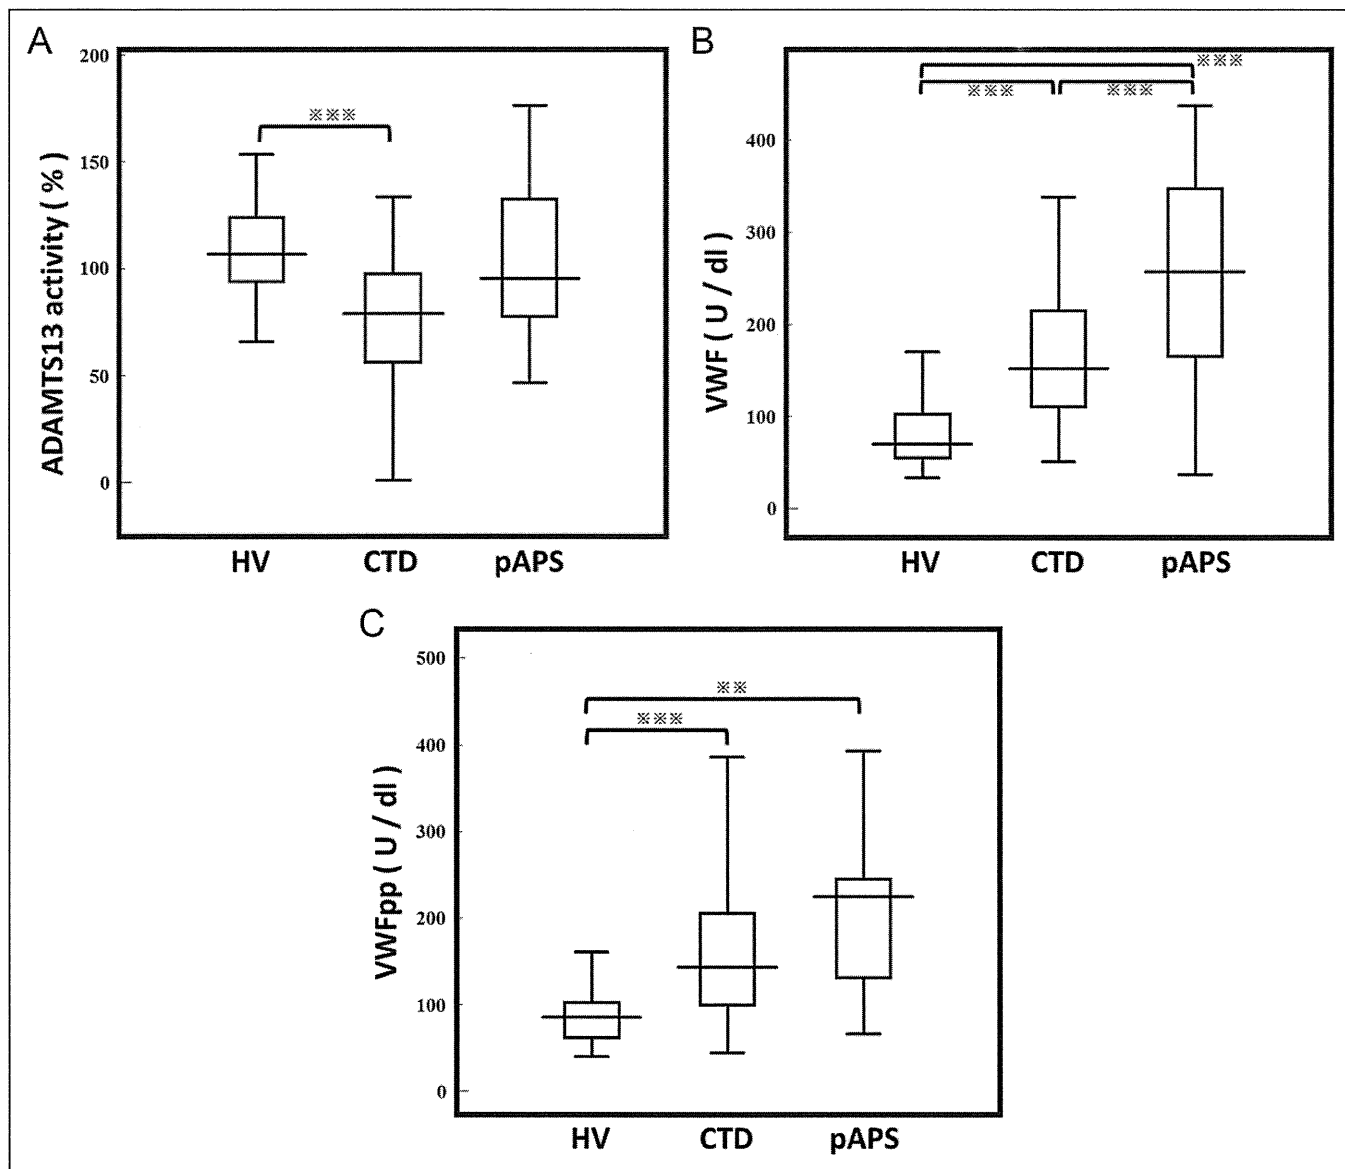 A
200
150
100
50
0
ADAMTS13 activity ( % )
※※※
HV CTD pAPS
B
400
300
200
100
0
VWF ( U / dl )
※※※
※※※ ※※※
HV CTD pAPS
C
500
400
300
200
100
0
VWFpp ( U / dl )
※※
※※※
HV CTD pAPS